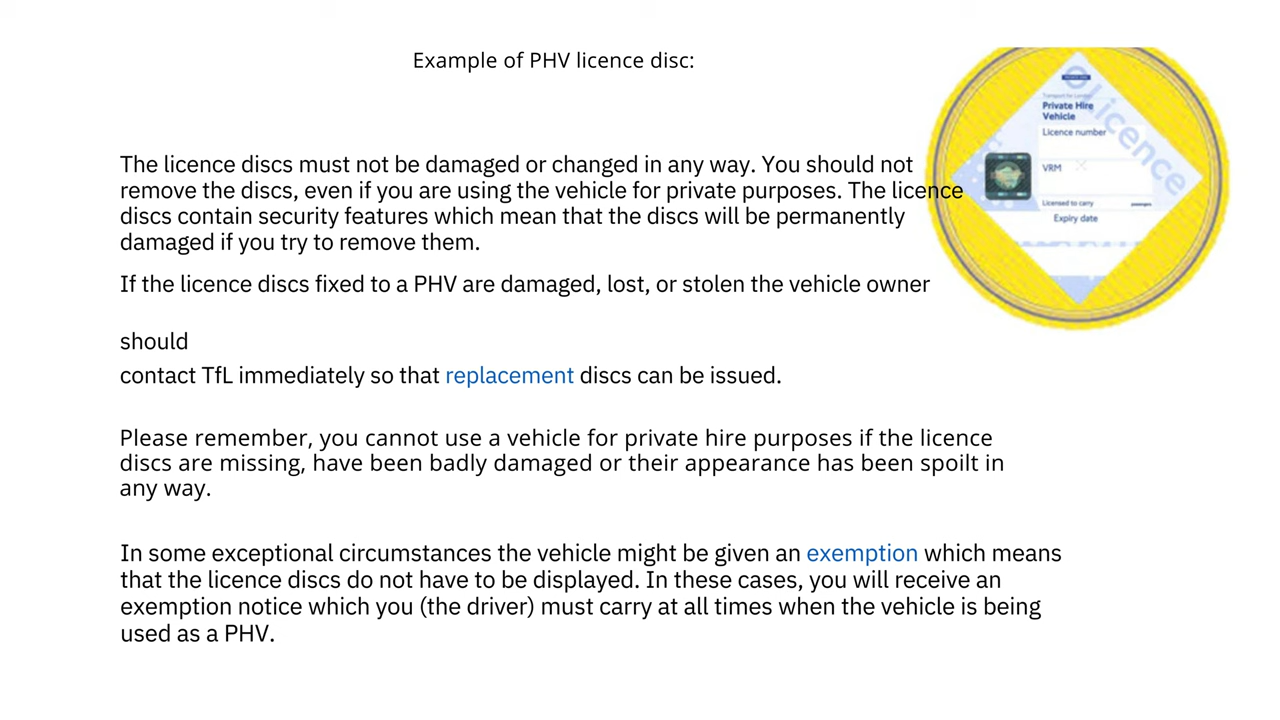 Example of PHV licence disc:
The licence discs must not be damaged or changed in any way. You should not
remove the discs, even if you are using the vehicle for private purposes. The licence
discs contain security features which mean that the discs will be permanently
damaged if you try to remove them.
If the licence discs fixed to a PHV are damaged, lost, or stolen the vehicle owner
should
contact TfL immediately so that replacement discs can be issued.
Please remember, you cannot use a vehicle for private hire purposes if the licence
discs are missing, have been badly damaged or their appearance has been spoilt in
any way.
In some exceptional circumstances the vehicle might be given an exemption which means
that the licence discs do not have to be displayed. In these cases, you will receive an
exemption notice which you (the driver) must carry at all times when the vehicle is being
used as a PHV.
Transport for London
Private Hire
Vehicle
Licence number
VRM
Licensed to carry
passengers
Expiry date
Licence